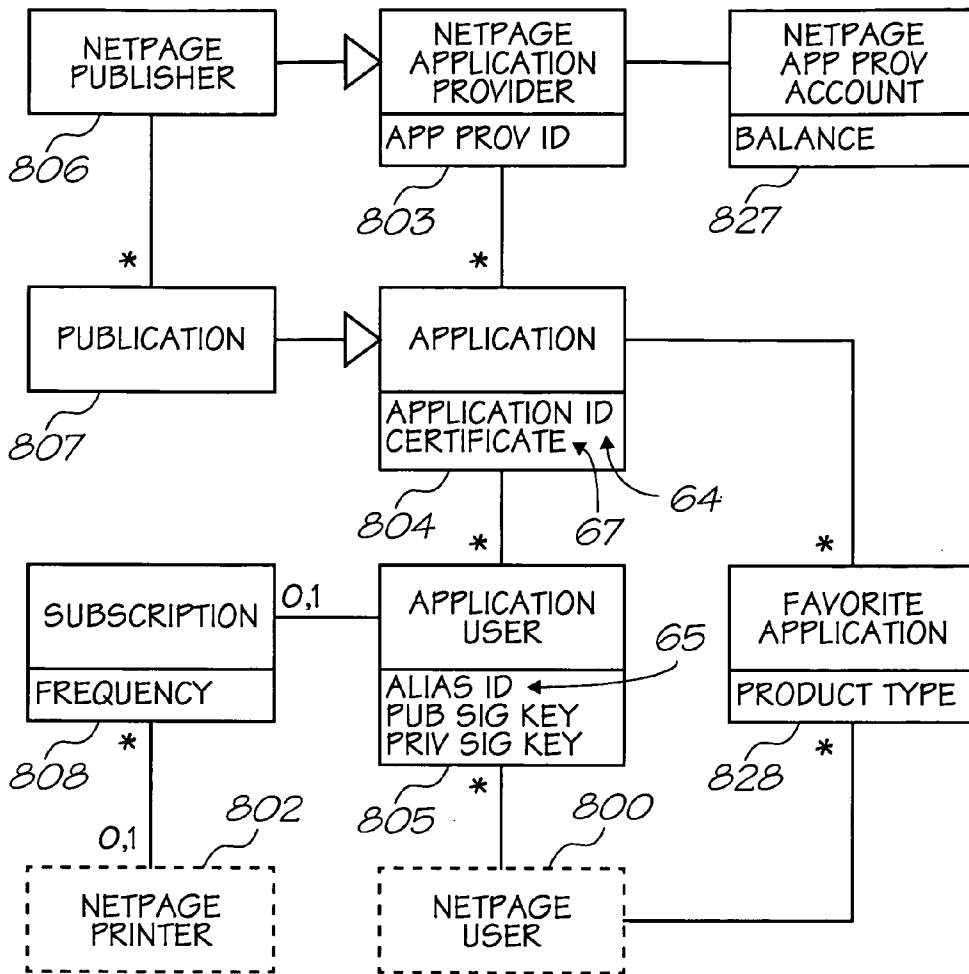 NETPAGE
PUBLISHER
NETPAGE
APPLICATION
PROVIDER
NETPAGE
APP PROV
ACCOUNT
APP PROV ID
BALANCE
806
803
827
*
*
PUBLICATION
APPLICATION
APPLICATION ID
CERTIFICATE
807
804
67
64
*
*
SUBSCRIPTION
0,1
APPLICATION
USER
FAVORITE
APPLICATION
65
FREQUENCY
ALIAS ID
PUB SIG KEY
PRIV SIG KEY
PRODUCT TYPE
*
808
*
805
*
828
802
800
0,1
NETPAGE
PRINTER
NETPAGE
USER